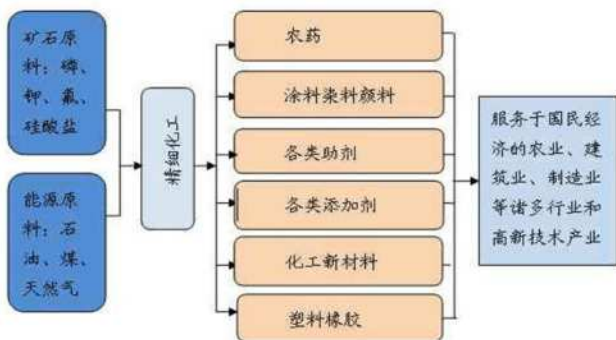 矿石原
料：磷、
钾、氟、
硅酸盐
能源原
料：石
油、煤、
天然气
精细化工
农药
涂料染料颜料
各类助剂
各类添加剂
化工新材料
塑料橡胶
服务于国民经
济的农业、建
筑业、制造业
等诸多行业和
高新技术产业